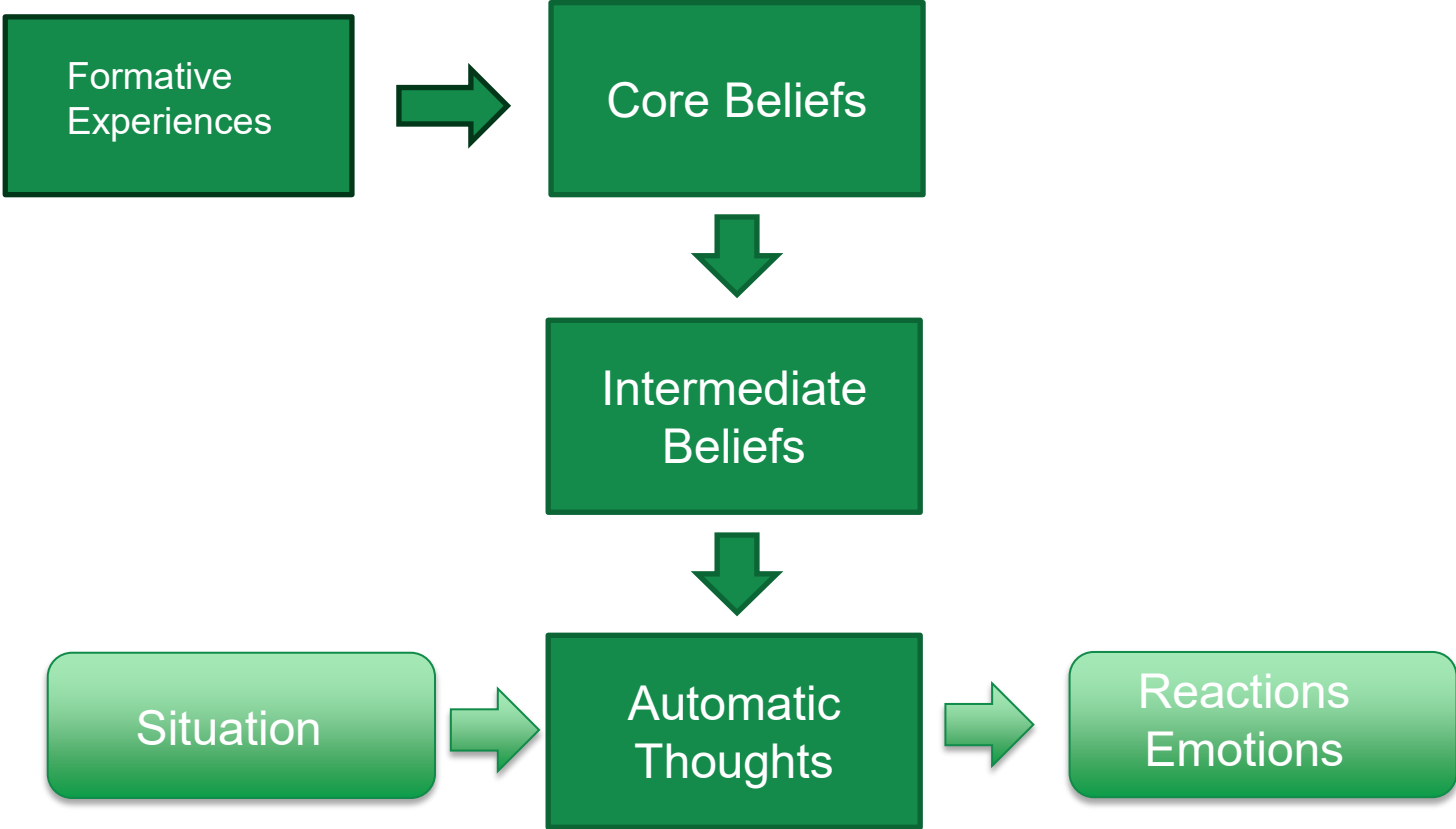 Formative
Experiences
Core Beliefs
Intermediate
Beliefs
Situation
Automatic
Thoughts
Reactions
Emotions